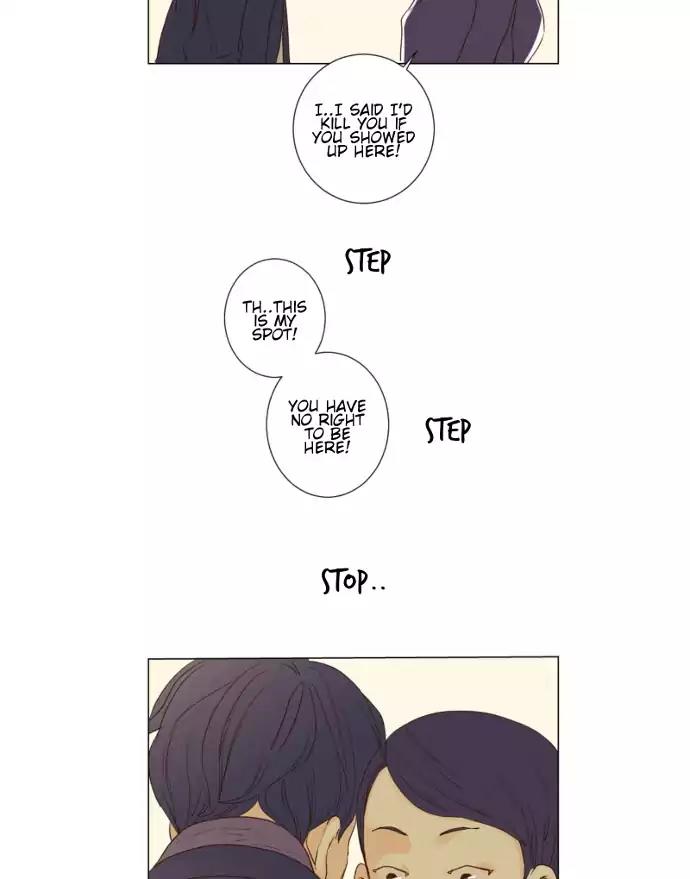 I..I SAID I'D
KILL YOU IF
YOU SHOWED
UP HERE!
STEP
TH..THIS
IS MY
SPOT!
YOU HAVE
NO RIGHT
TO BE
HERE!
STEP
STOP..